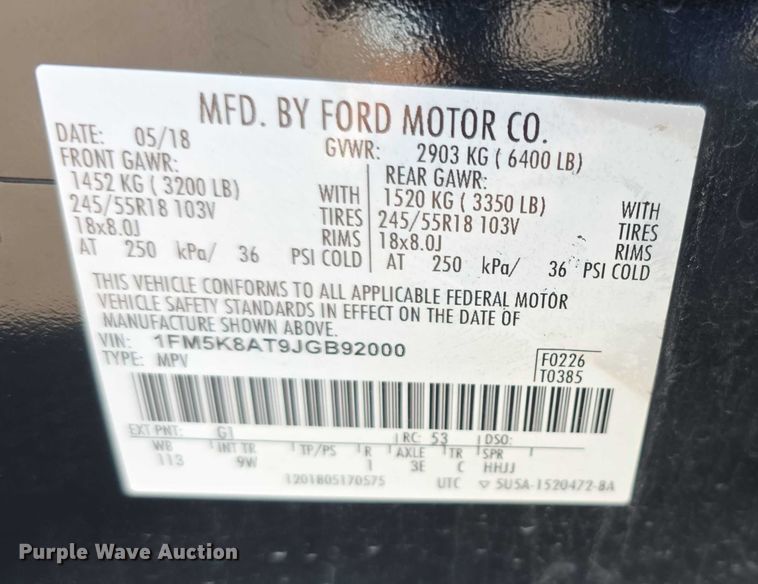 MFD. BY FORD MOTOR CO.
DATE: 05/18 GVWR: 2903 KG ( 6400 LB)
FRONT GAWR: REAR GAWR:
1452 KG ( 3200 LB) WITH 1520 KG ( 3350 LB) WITH
245/55R18 103V TIRES 245/55R18 103V TIRES
18x8.0J RIMS 18x8.0J RIMS
AT 250 kPa/ 36 PSI COLD AT 250 kPa/ 36 PSI COLD
THIS VEHICLE CONFORMS TO ALL APPLICABLE FEDERAL MOTOR
VEHICLE SAFETY STANDARDS IN EFFECT ON THE DATE OF
MANUFACTURE SHOWN ABOVE.
VIN: 1FM5K8AT9JGB92000 F0226
TYPE: MPV T0385
EXT PNT: G1 RC: 53 DSO:
WB INT TR TP/PS R AXLE TR SPR
113 9W 1 3E C HHJJ
1201805170575 UTC ▽ 5U5A-1520472-BA
Purple Wave Auction